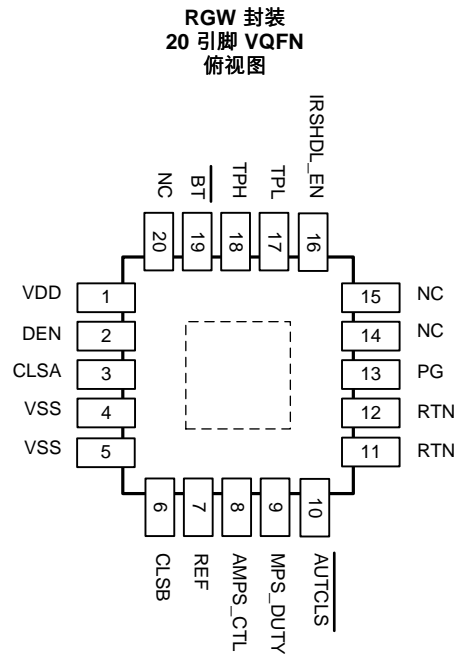 RGW 封装
20 引脚 VQFN
俯视图
NC
BT
TPH
TPL
IRSHDL_EN
20
19
18
17
16
VDD 1
DEN 2
CLSA 3
VSS 4
VSS 5
15 NC
14 NC
13 PG
12 RTN
11 RTN
6
7
8
9
10
CLSB
REF
AMPS_CTL
MPS_DUTY
AUTCLS